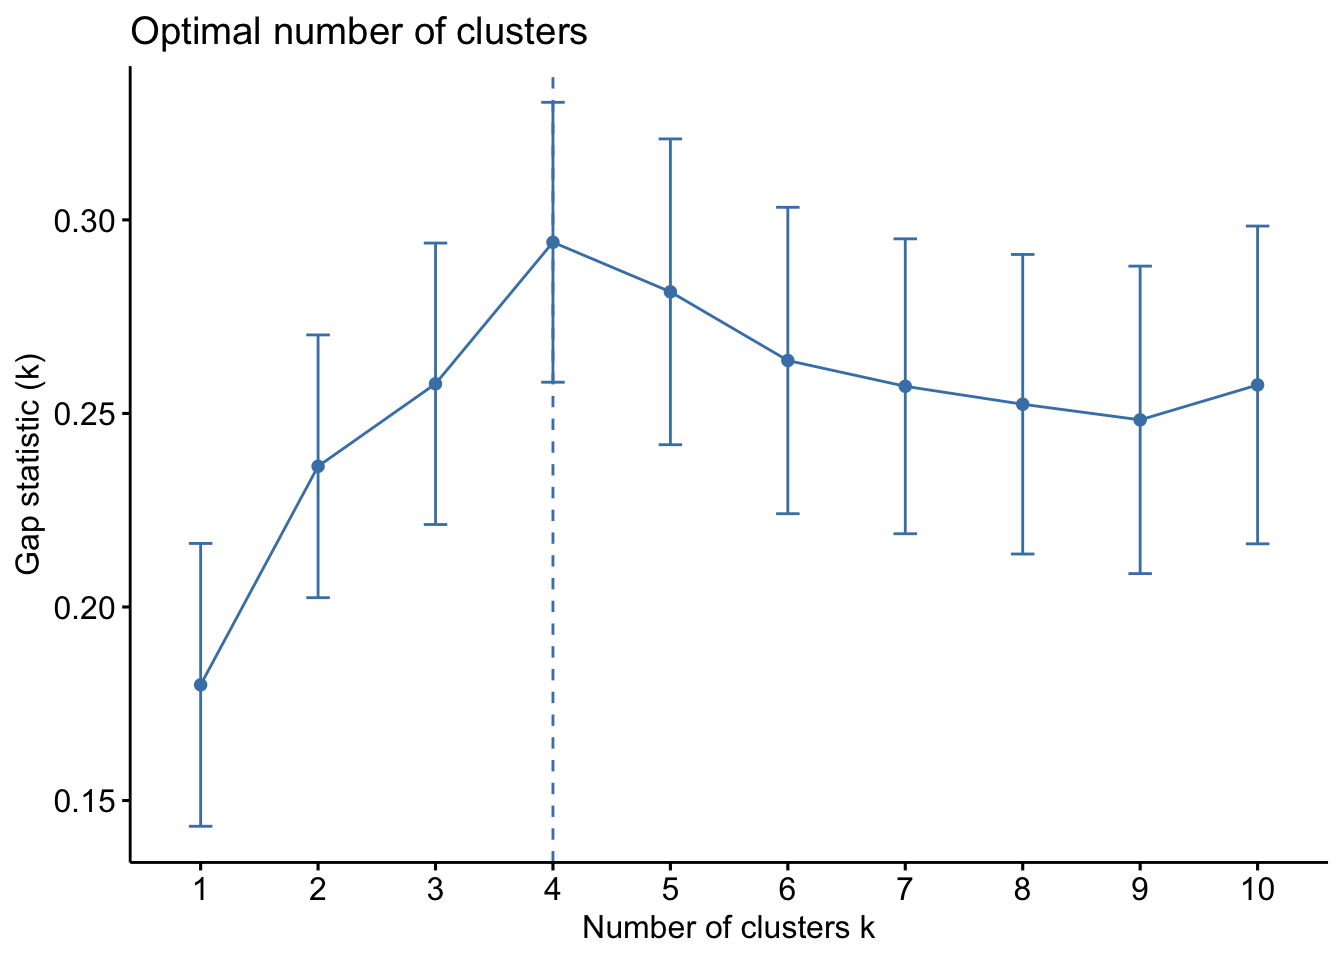 Optimal number of clusters
Gap statistic (k)
0.30
0.25
0.20
0.15
1 2 3 4 5 6 7 8 9 10
Number of clusters k